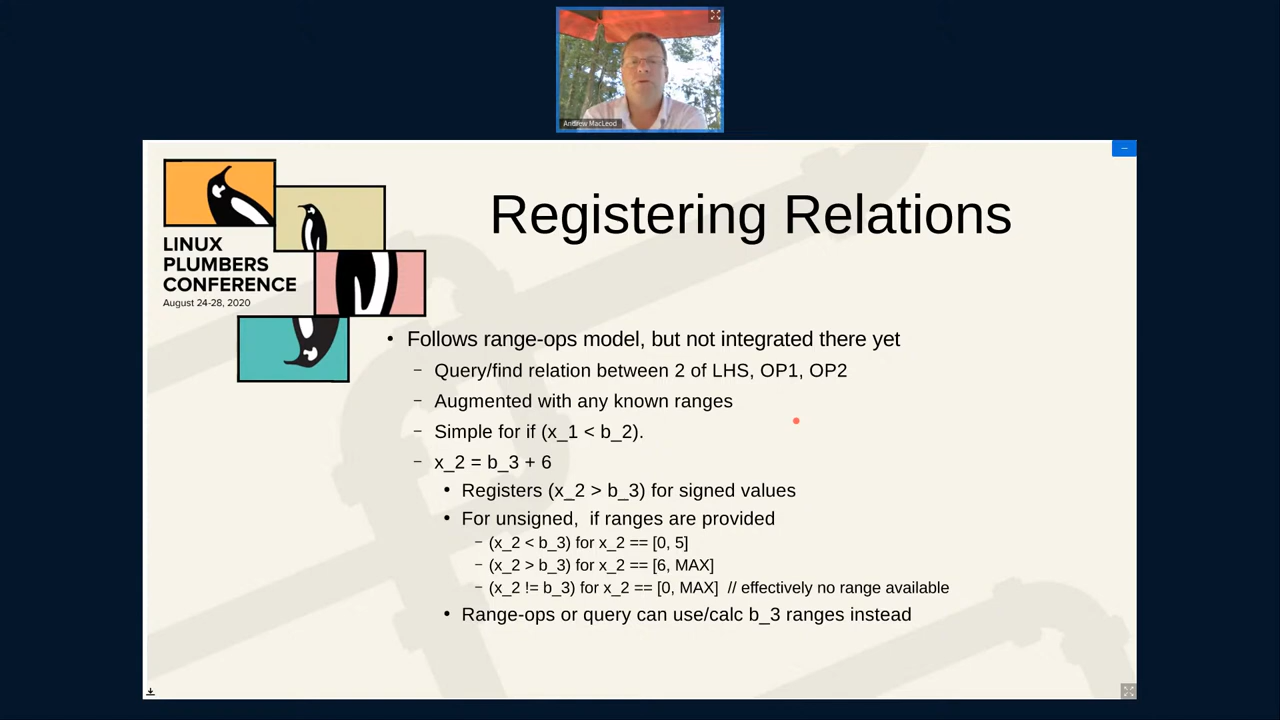 Andrew MacLeod
LINUX
PLUMBERS
CONFERENCE
August 24-28, 2020
Registering Relations
• Follows range-ops model, but not integrated there yet
– Query/find relation between 2 of LHS, OP1, OP2
– Augmented with any known ranges
– Simple for if (x_1 < b_2).
– x_2 = b_3 + 6
• Registers (x_2 > b_3) for signed values
• For unsigned,  if ranges are provided
– (x_2 < b_3) for x_2 == [0, 5]
– (x_2 > b_3) for x_2 == [6, MAX]
– (x_2 != b_3) for x_2 == [0, MAX]  // effectively no range available
• Range-ops or query can use/calc b_3 ranges instead